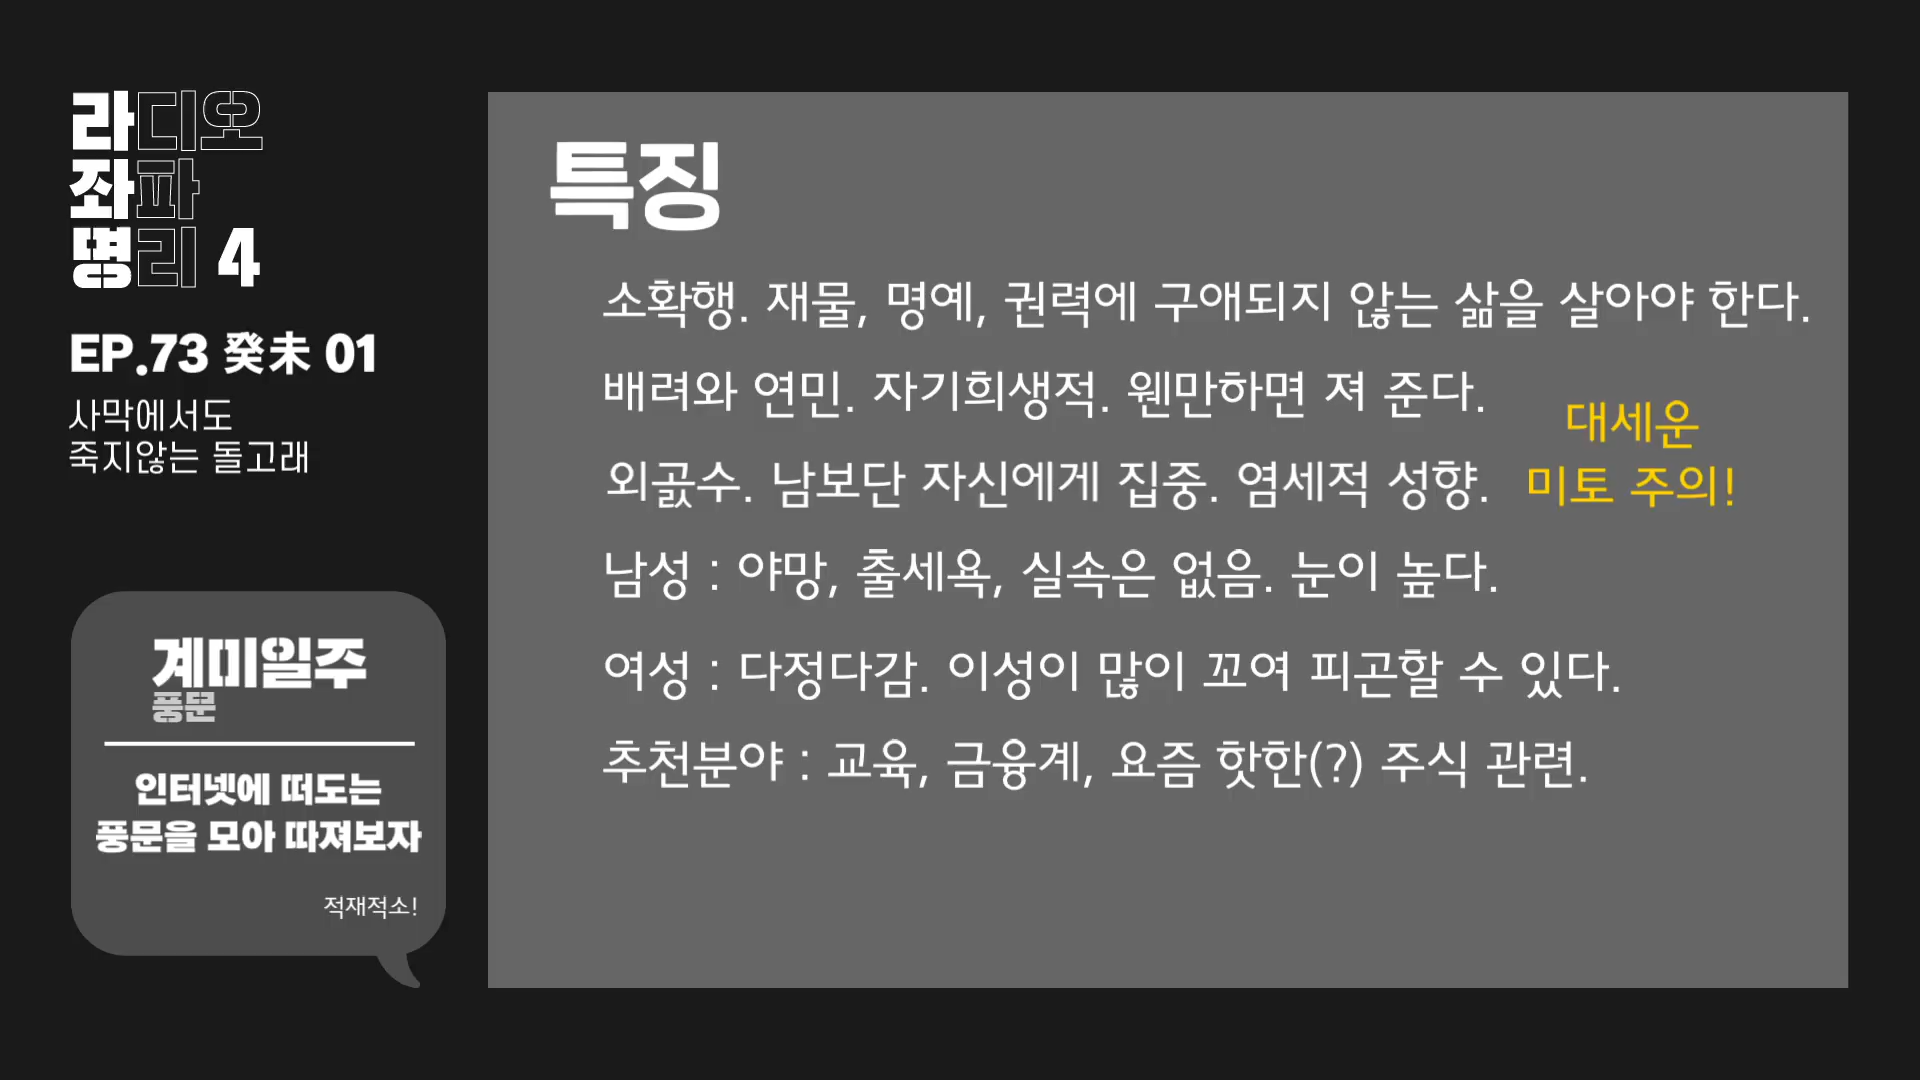 라디오
좌파
명리 4
EP.73 癸未 01
사막에서도
죽지않는 돌고래
계미일주
풍문
인터넷에 떠도는
풍문을 모아 따져보자
적재적소!
특징
소확행. 재물, 명예, 권력에 구애되지 않는 삶을 살아야 한다.
배려와 연민. 자기희생적. 웬만하면 져 준다.
외곬수. 남보단 자신에게 집중. 염세적 성향.
대세운
미토 주의!
남성 : 야망, 출세욕, 실속은 없음. 눈이 높다.
여성 : 다정다감. 이성이 많이 꼬여 피곤할 수 있다.
추천분야 : 교육, 금융계, 요즘 핫한(?) 주식 관련.